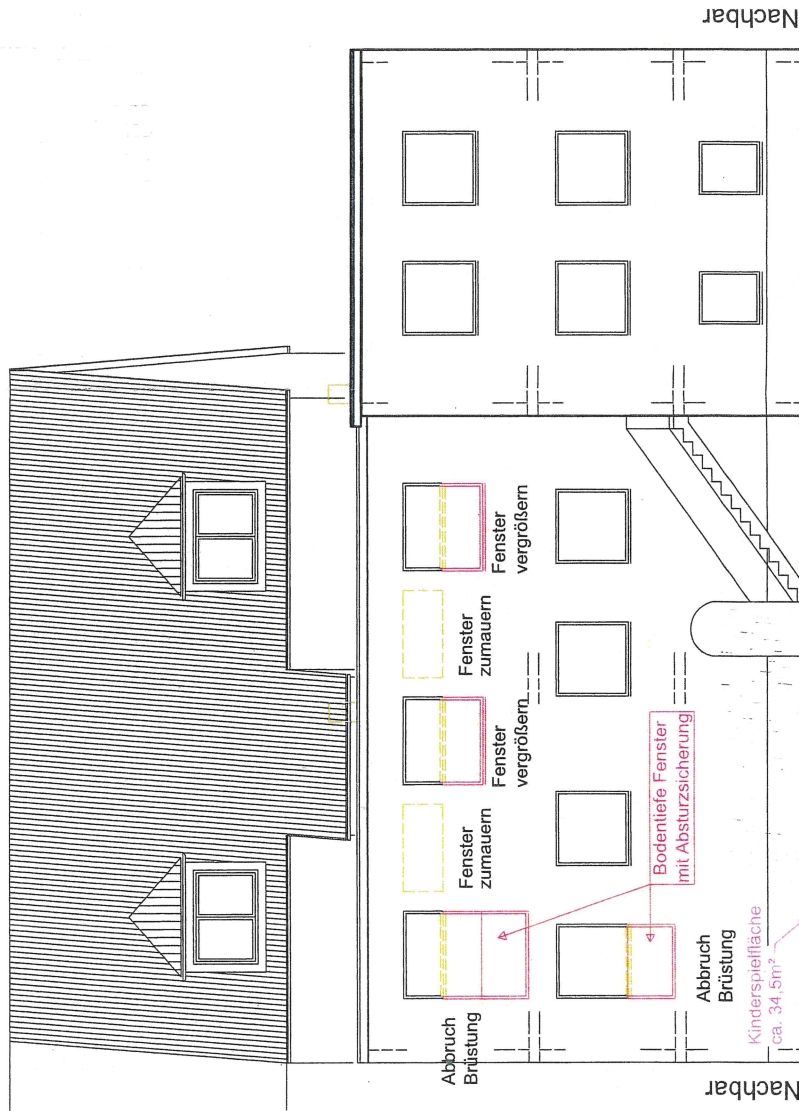 Nachbar
Fenster
vergrößern
Fenster
zumauern
Fenster
vergrößern
Fenster
zumauern
Abbruch
Brüstung
Bodentiefe Fenster
mit Absturzsicherung
Abbruch
Brüstung
Kinderspielfläche
ca. 34,5m²
Nachbar